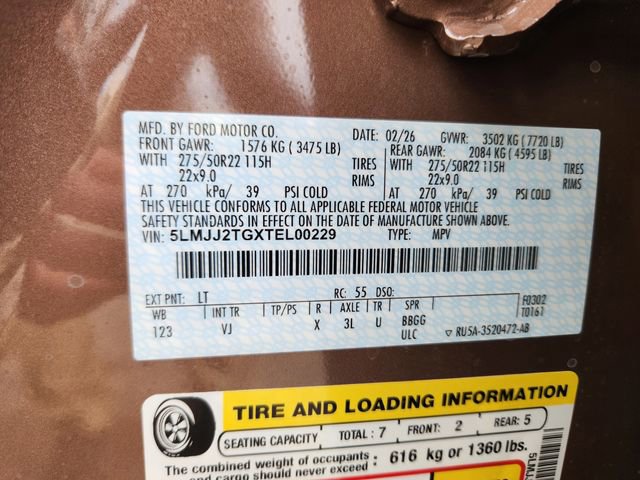 MFD. BY FORD MOTOR CO. DATE: 02/26 GVWR: 3502 KG (7720 LB)
FRONT GAWR: 1576 KG (3475 LB) REAR GAWR: 2084 KG (4595 LB)
WITH 275/50R22 115H TIRES WITH 275/50R22 115H TIRES
22x9.0 RIMS 22x9.0 RIMS
AT 270 kPa/ 39 PSI COLD AT 270 kPa/ 39 PSI COLD
THIS VEHICLE CONFORMS TO ALL APPLICABLE FEDERAL MOTOR VEHICLE
SAFETY STANDARDS IN EFFECT ON THE DATE OF MANUFACTURE SHOWN ABOVE.
VIN: 5LMJJ2TGXTEL00229 TYPE: MPV
EXT PNT: LT RC: 55 DSO: F0302
WB INT TR TP/PS R AXLE TR SPR T0161
123 VJ X 3L U BBGG ▽ RU5A-3520472-AB
ULC
TIRE AND LOADING INFORMATION
SEATING CAPACITY TOTAL : 7 FRONT: 2 REAR: 5
The combined weight of occupants
and cargo should never exceed : 616 kg or 1360 lbs.
5LMJ